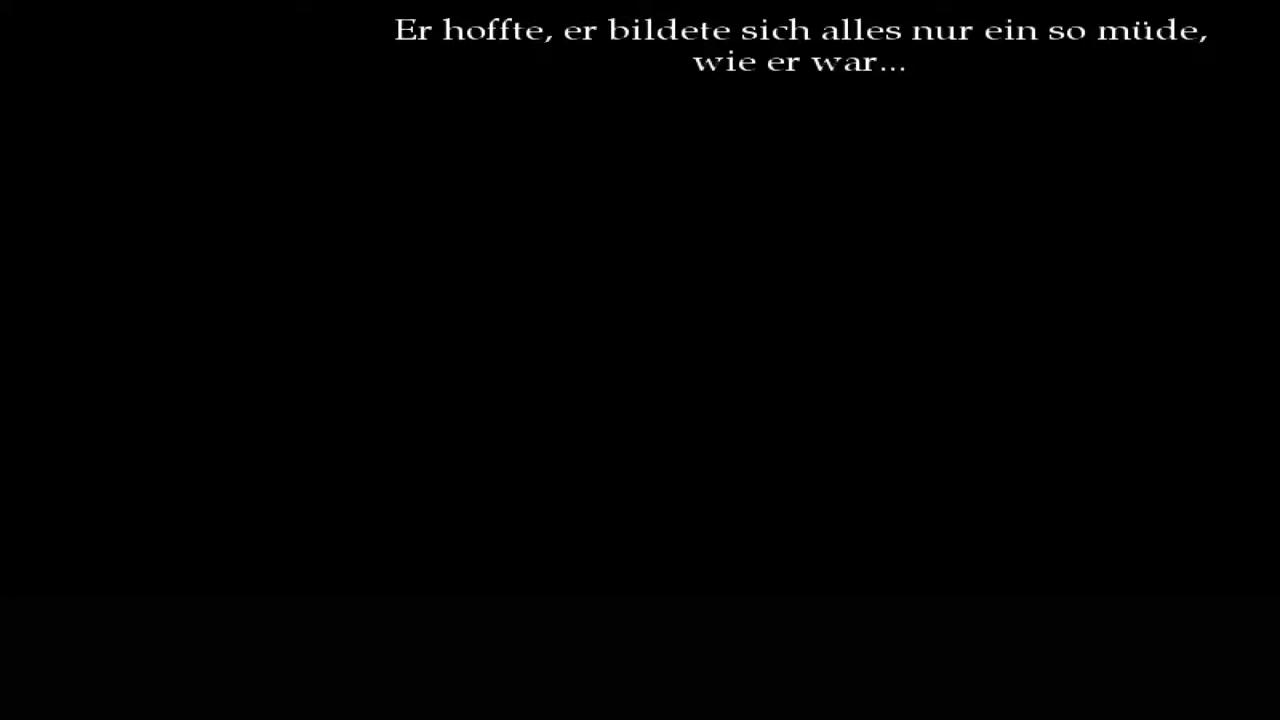 Er hoffte, er bildete sich alles nur ein so müde,
wie er war...